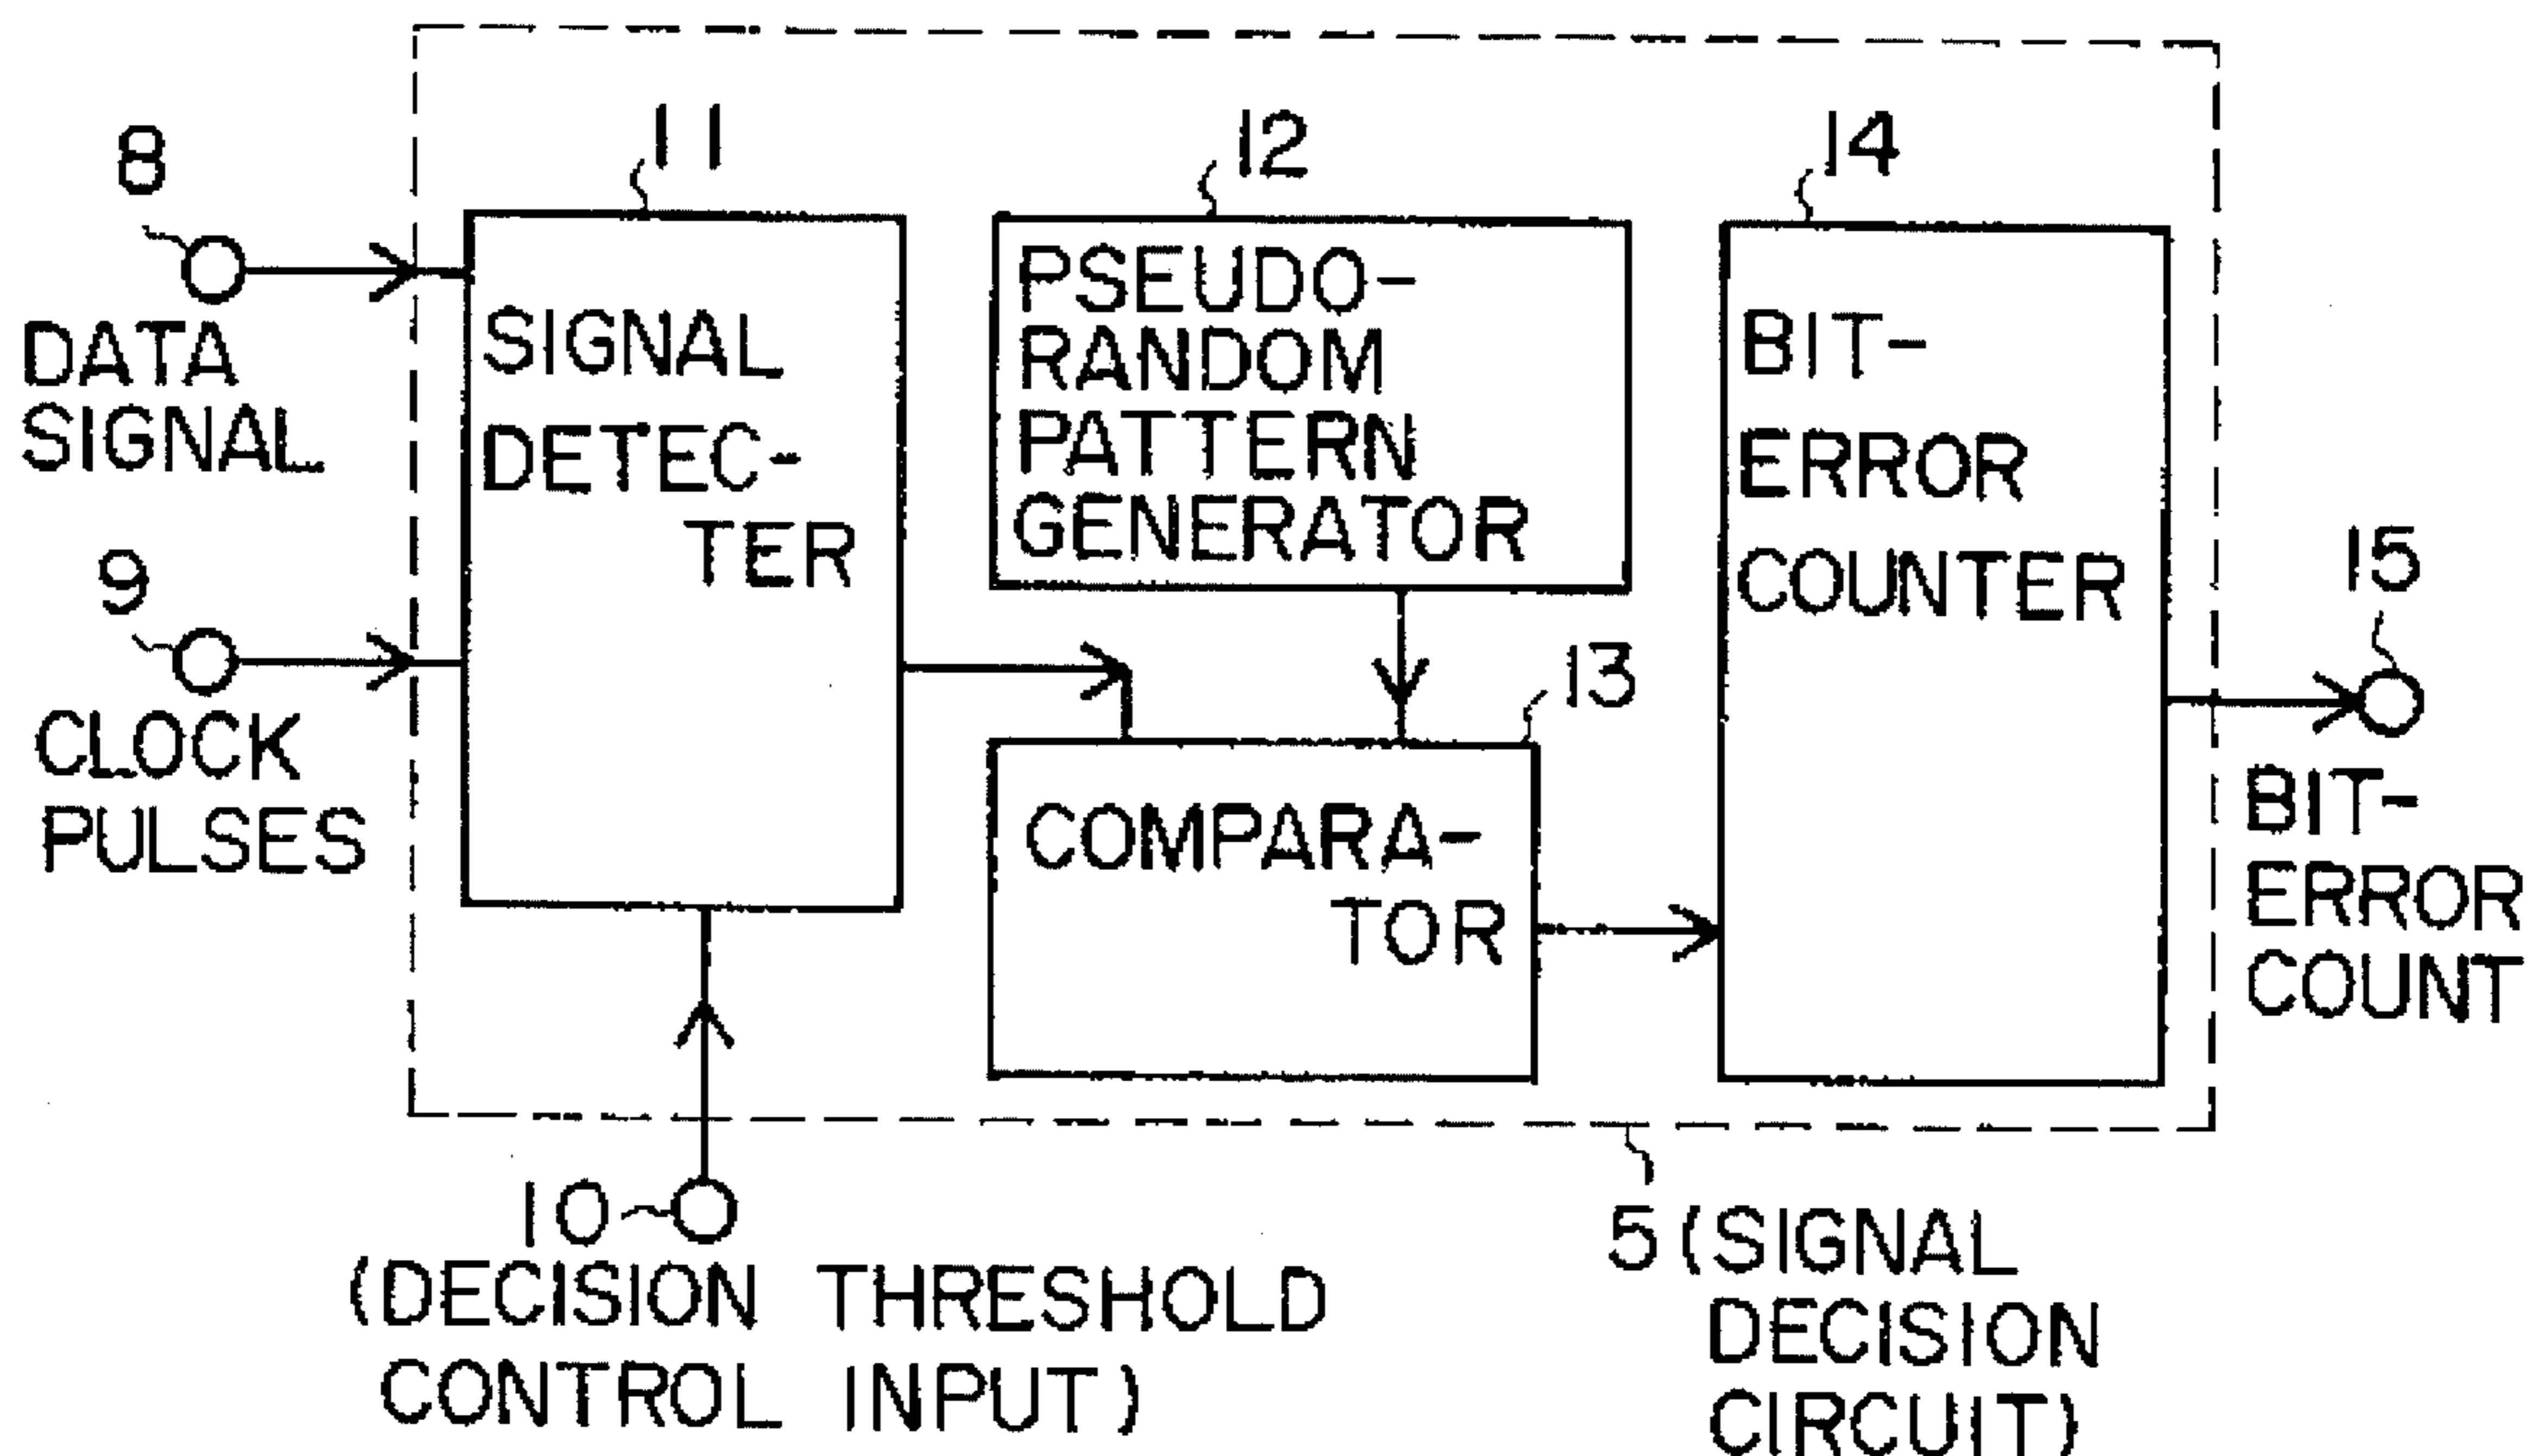 8
DATA
SIGNAL
9
CLOCK
PULSES
11
SIGNAL
DETEC-
TER
12
PSEUDO-
RANDOM
PATTERN
GENERATOR
13
COMPARA-
TOR
14
BIT-
ERROR
COUNTER
15
BIT-
ERROR
COUNT
10
(DECISION THRESHOLD
CONTROL INPUT)
5 (SIGNAL
DECISION
CIRCUIT)